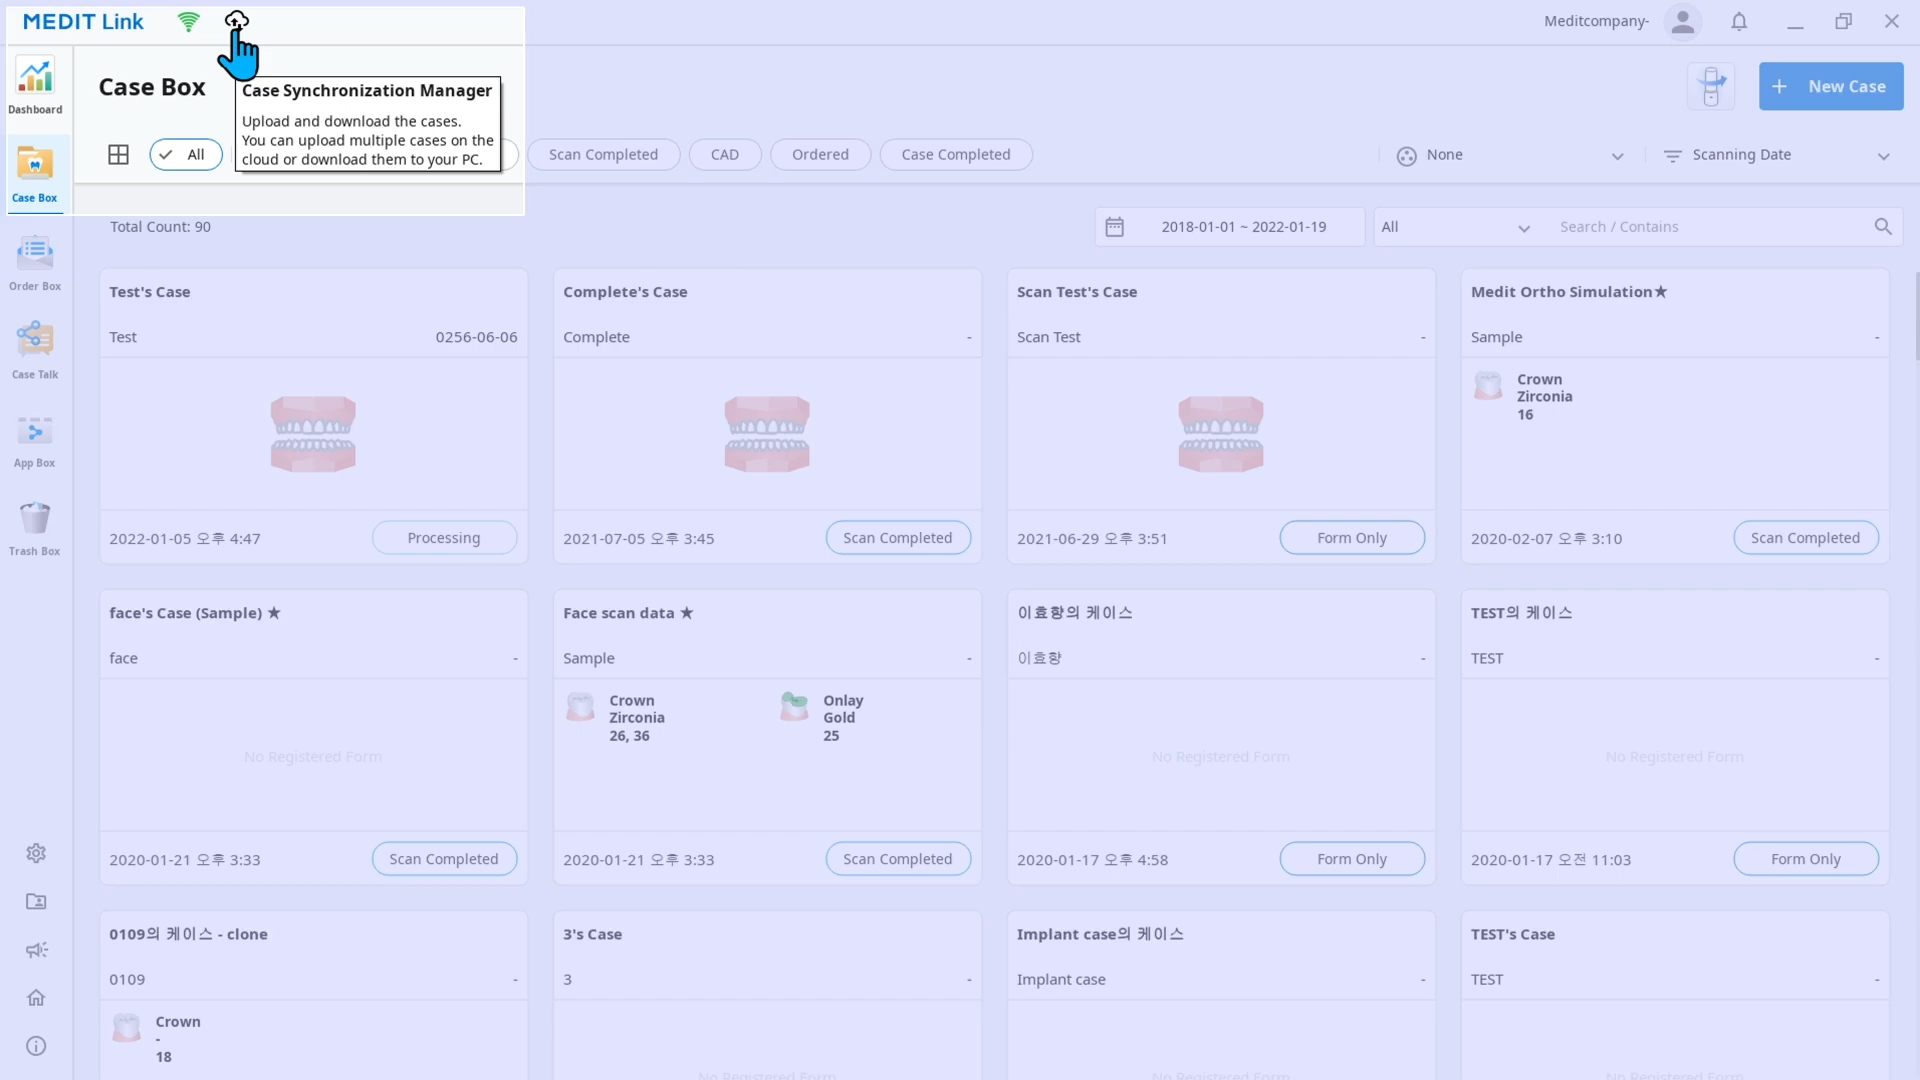 MEDIT Link
Meditcompany-
Dashboard
Case Box
Case Synchronization Manager
Upload and download the cases.
You can upload multiple cases on the
cloud or download them to your PC.
New Case
All
Scan Completed
CAD
Ordered
Case Completed
None
Scanning Date
Case Box
Order Box
Case Talk
App Box
Trash Box
Total Count: 90
2018-01-01 ~ 2022-01-19
All
Search / Contains
Test's Case
Test 0256-06-06
2022-01-05 오후 4:47
Processing
Complete's Case
Complete -
2021-07-05 오후 3:45
Scan Completed
Scan Test's Case
Scan Test -
2021-06-29 오후 3:51
Form Only
Medit Ortho Simulation★
Sample -
Crown
Zirconia
16
2020-02-07 오후 3:10
Scan Completed
face's Case (Sample) ★
face -
No Registered Form
2020-01-21 오후 3:33
Scan Completed
Face scan data ★
Sample -
Crown
Zirconia
26, 36
Onlay
Gold
25
2020-01-21 오후 3:33
Scan Completed
이효향의 케이스
이효향 -
No Registered Form
2020-01-17 오후 4:58
Form Only
TEST의 케이스
TEST -
No Registered Form
2020-01-17 오전 11:03
Form Only
0109의 케이스 - clone
0109 -
Crown
-
18
3's Case
3 -
No Registered Form
Implant case의 케이스
Implant case -
No Registered Form
TEST's Case
TEST -
No Registered Form